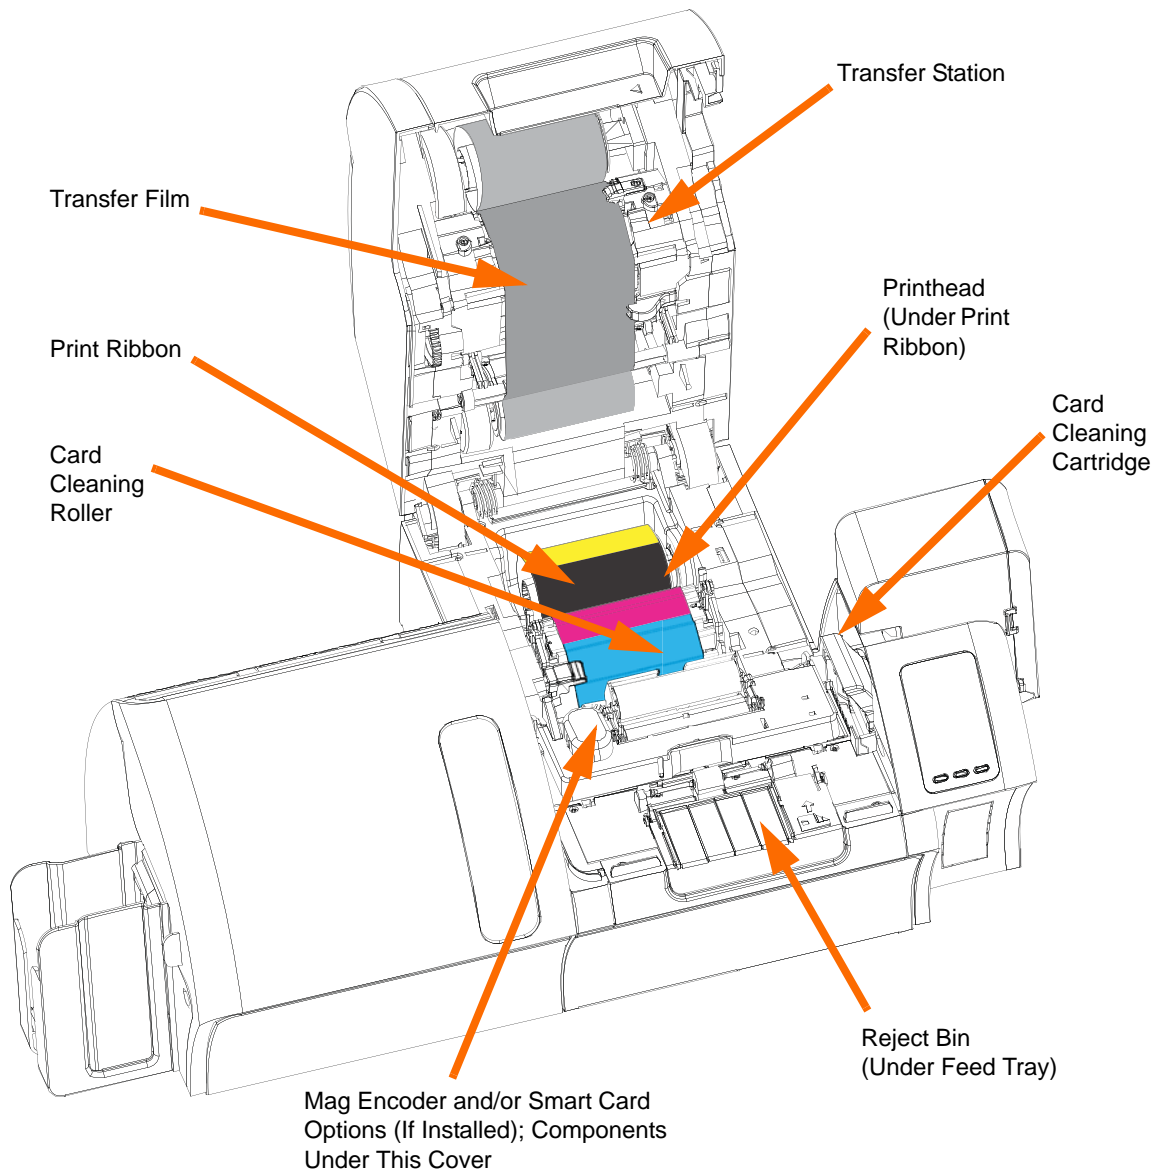 Transfer Station
Transfer Film
Printhead
(Under Print
Ribbon)
Print Ribbon
Card
Cleaning
Cartridge
Card
Cleaning
Roller
Reject Bin
(Under Feed Tray)
Mag Encoder and/or Smart Card
Options (If Installed); Components
Under This Cover